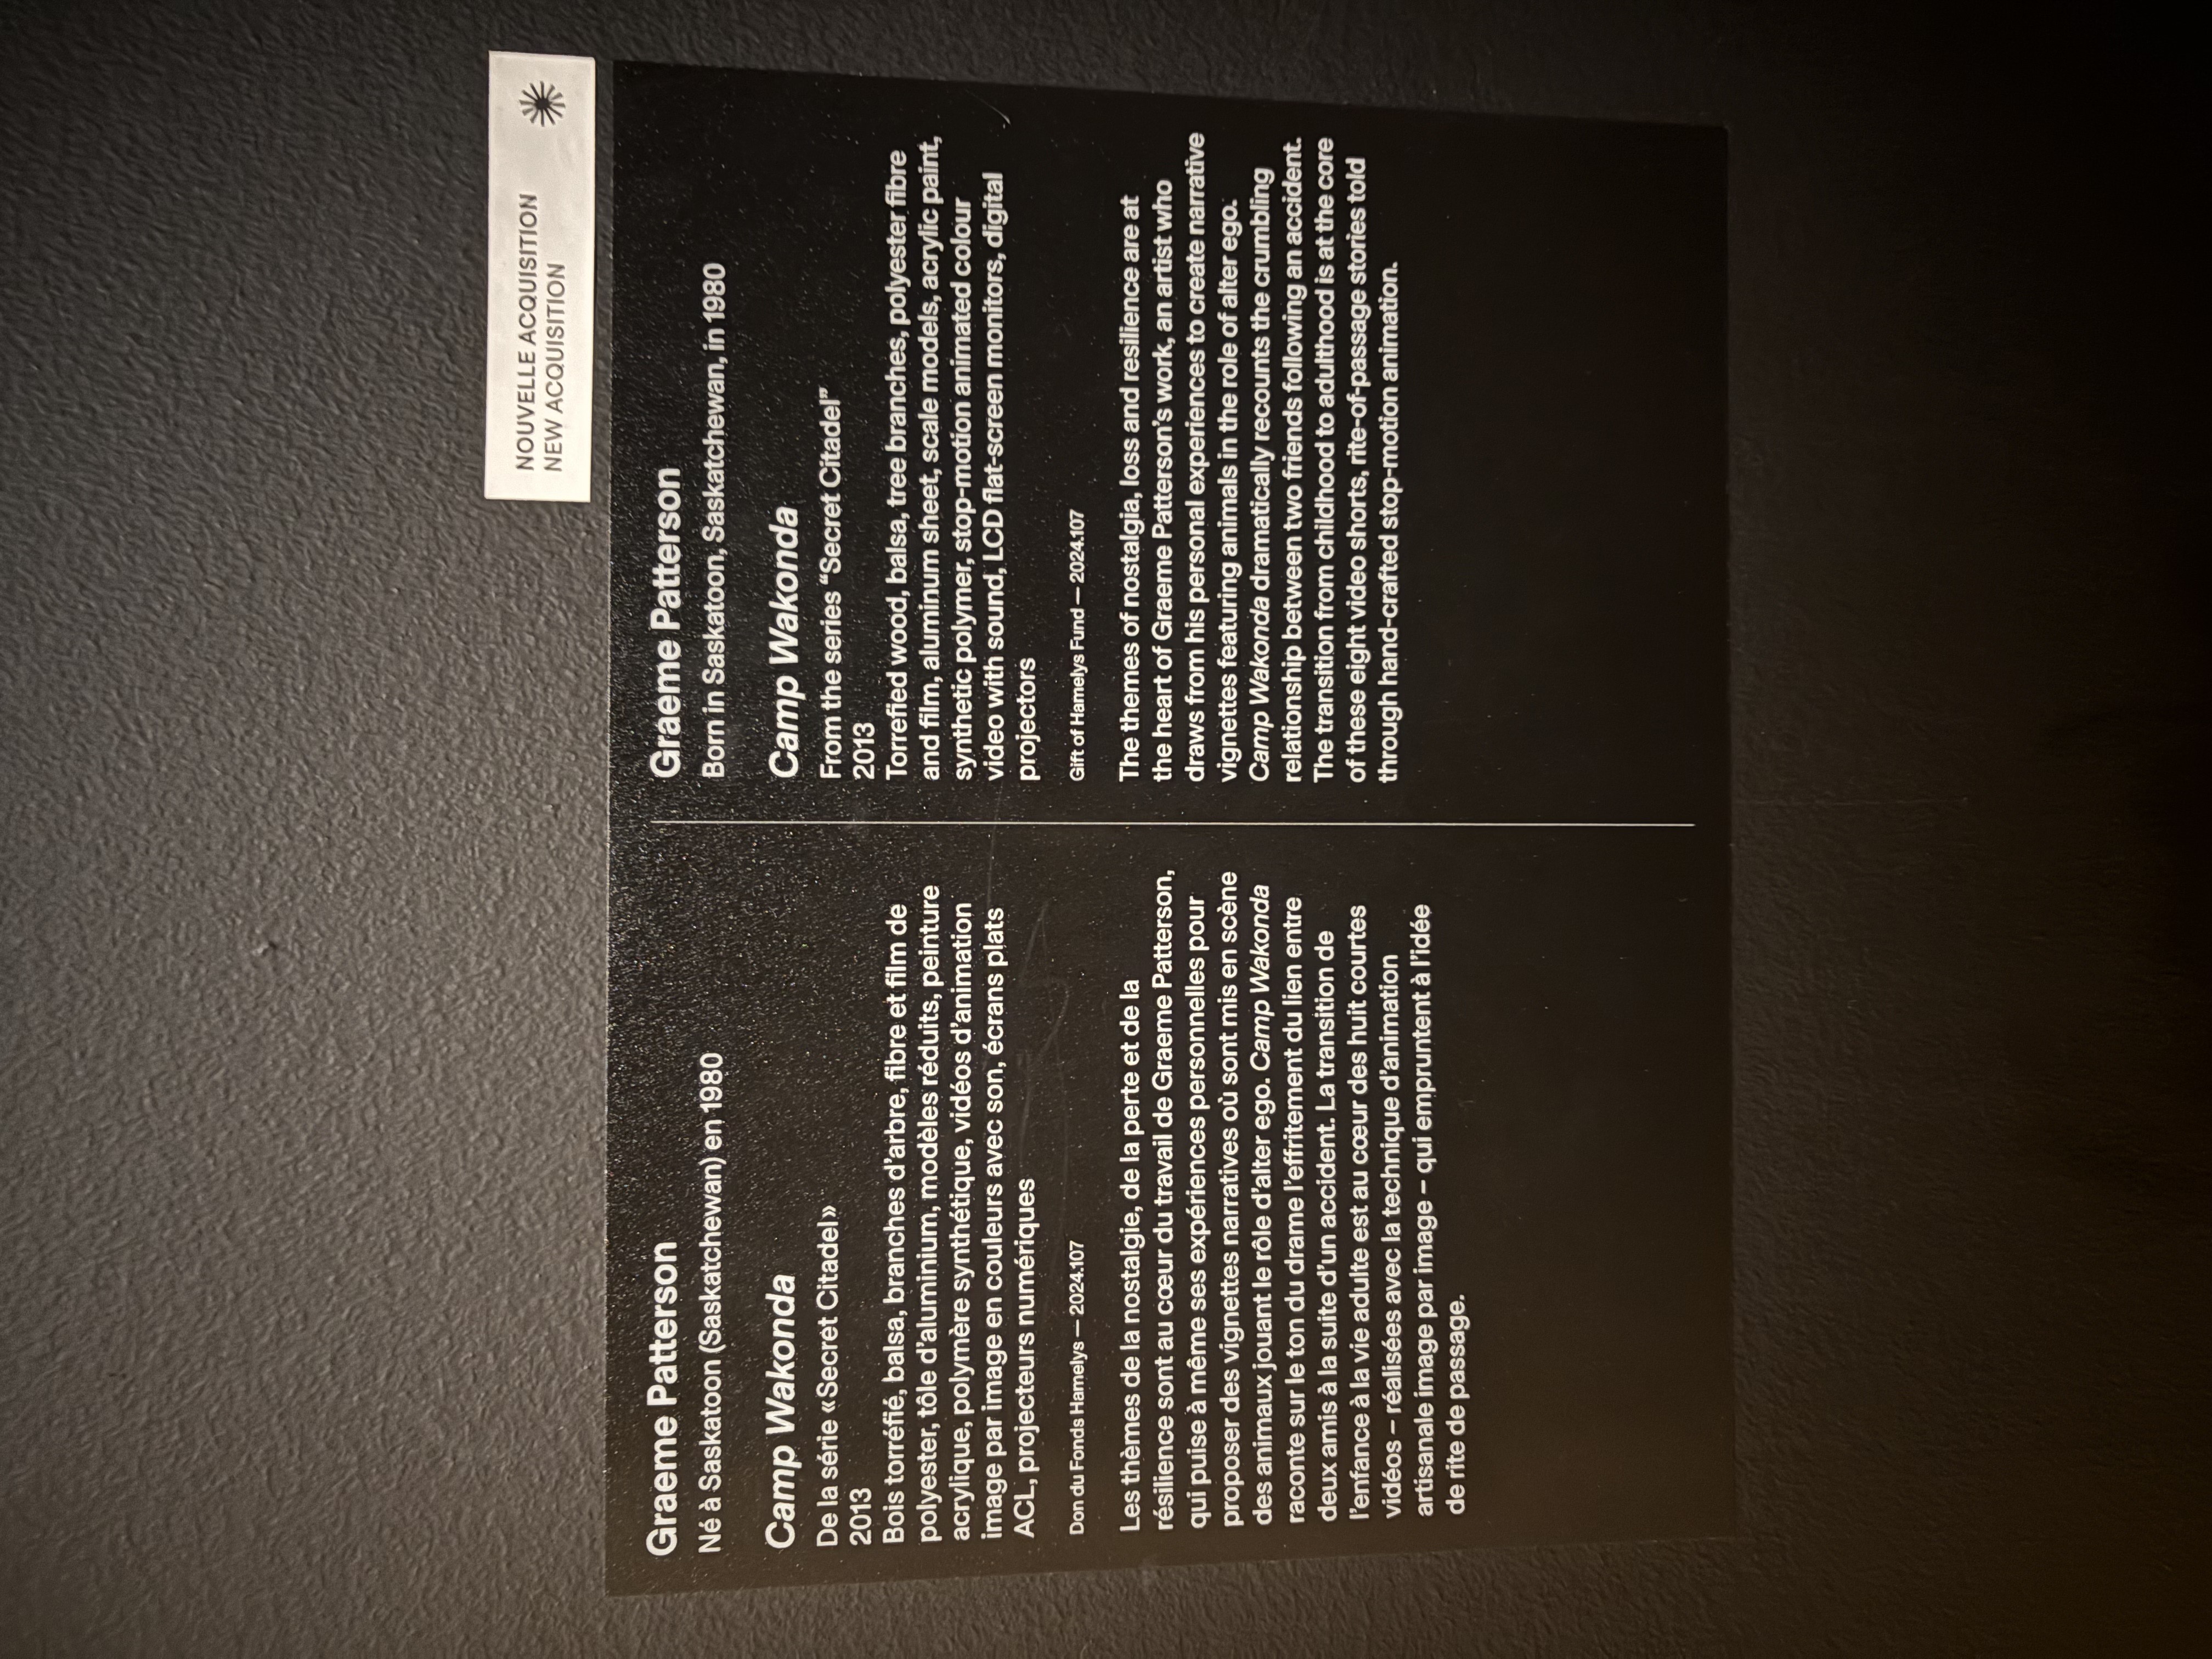 NOUVELLE ACQUISITION
NEW ACQUISITION
Graeme Patterson
Né à Saskatoon (Saskatchewan) en 1980
Camp Wakonda
De la série «Secret Citadel»
2013
Bois torréfié, balsa, branches d’arbre, fibre et film de
polyester, tôle d’aluminium, modèles réduits, peinture
acrylique, polymère synthétique, vidéos d’animation
image par image en couleurs avec son, écrans plats
ACL, projecteurs numériques
Don du Fonds Hamelys — 2024.107
Les thèmes de la nostalgie, de la perte et de la
résilience sont au cœur du travail de Graeme Patterson,
qui puise à même ses expériences personnelles pour
proposer des vignettes narratives où sont mis en scène
des animaux jouant le rôle d’alter ego. Camp Wakonda
raconte sur le ton du drame l’effritement du lien entre
deux amis à la suite d’un accident. La transition de
l’enfance à la vie adulte est au cœur des huit courtes
vidéos – réalisées avec la technique d’animation
artisanale image par image – qui empruntent à l’idée
de rite de passage.
Graeme Patterson
Born in Saskatoon, Saskatchewan, in 1980
Camp Wakonda
From the series “Secret Citadel”
2013
Torrefied wood, balsa, tree branches, polyester fibre
and film, aluminum sheet, scale models, acrylic paint,
synthetic polymer, stop-motion animated colour
video with sound, LCD flat-screen monitors, digital
projectors
Gift of Hamelys Fund — 2024.107
The themes of nostalgia, loss and resilience are at
the heart of Graeme Patterson’s work, an artist who
draws from his personal experiences to create narrative
vignettes featuring animals in the role of alter ego.
Camp Wakonda dramatically recounts the crumbling
relationship between two friends following an accident.
The transition from childhood to adulthood is at the core
of these eight video shorts, rite-of-passage stories told
through hand-crafted stop-motion animation.